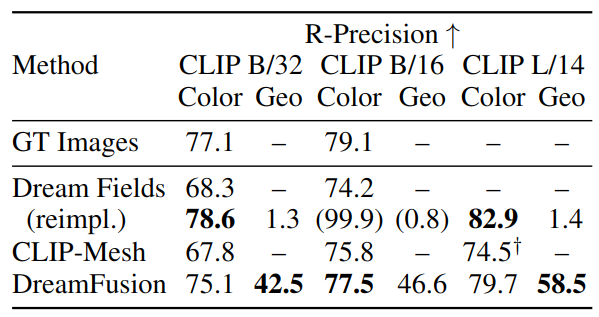 R-Precision ↑
Method CLIP B/32 CLIP B/16 CLIP L/14
Color Geo Color Geo Color Geo
GT Images 77.1 – 79.1 – – –
Dream Fields 68.3 – 74.2 – – –
(reimpl.) 78.6 1.3 (99.9) (0.8) 82.9 1.4
CLIP-Mesh 67.8 – 75.8 – 74.5† –
DreamFusion 75.1 42.5 77.5 46.6 79.7 58.5